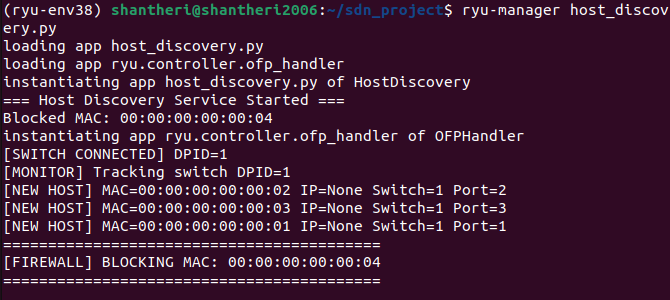 (ryu-env38) shantheri@shantheri2006:~/sdn_project$ ryu-manager host_discov
ery.py
loading app host_discovery.py
loading app ryu.controller.ofp_handler
instantiating app host_discovery.py of HostDiscovery
=== Host Discovery Service Started ===
Blocked MAC: 00:00:00:00:00:04
instantiating app ryu.controller.ofp_handler of OFPHandler
[SWITCH CONNECTED] DPID=1
[MONITOR] Tracking switch DPID=1
[NEW HOST] MAC=00:00:00:00:00:02 IP=None Switch=1 Port=2
[NEW HOST] MAC=00:00:00:00:00:03 IP=None Switch=1 Port=3
[NEW HOST] MAC=00:00:00:00:00:01 IP=None Switch=1 Port=1
========================================
[FIREWALL] BLOCKING MAC: 00:00:00:00:00:04
========================================